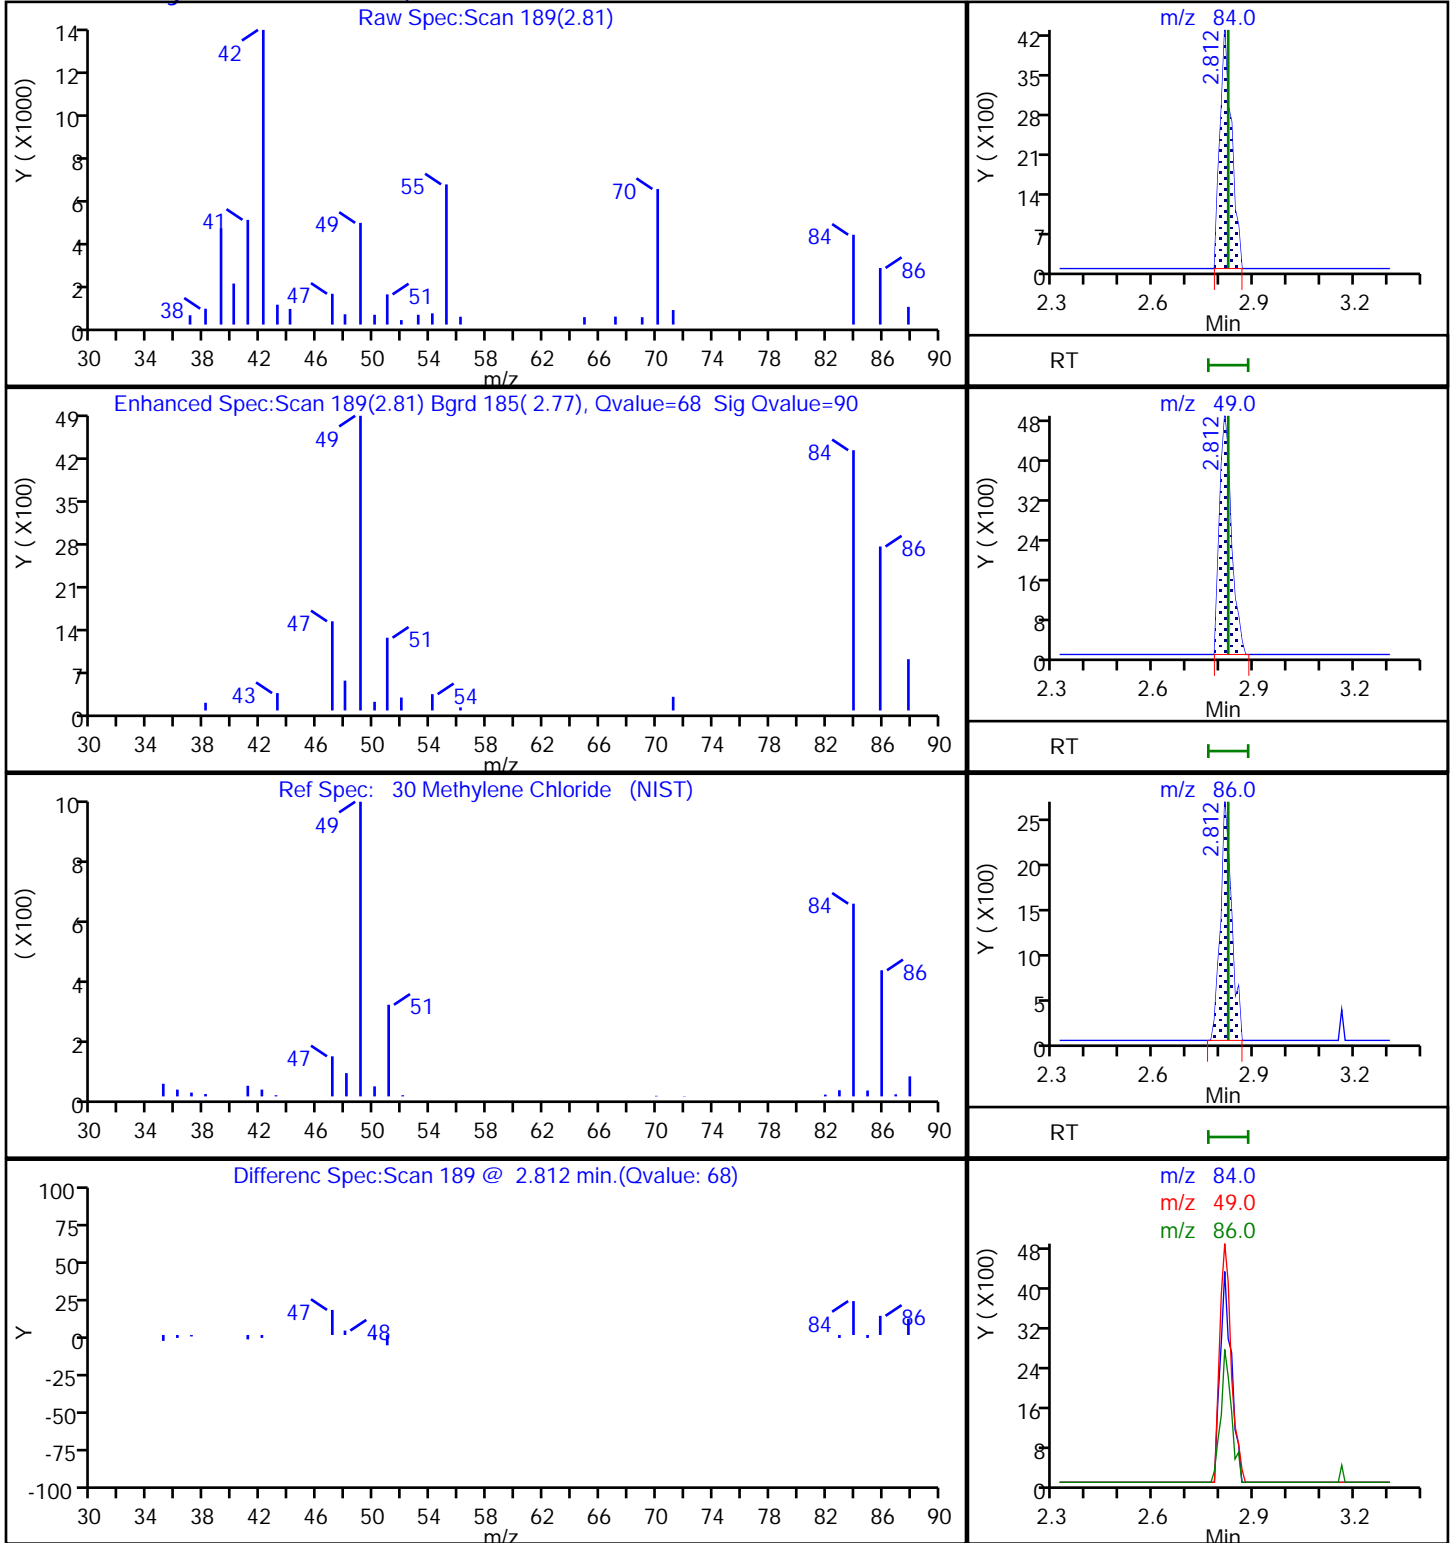 Raw Spec:Scan 189(2.81)
Y ( X1000)
14
12
10
8
6
4
2
0
42
41
38
47
49
51
55
70
84
86
30 34 38 42 46 50 54 58 62 66 70 74 78 82 86 90
m/z
m/z 84.0
Y ( X100)
42
35
28
21
14
7
0
2.812
2.3 2.6 2.9 3.2
Min
RT
Enhanced Spec:Scan 189(2.81) Bgrd 185( 2.77), Qvalue=68 Sig Qvalue=90
Y ( X100)
49
42
35
28
21
14
7
0
49
47
43
51
54
84
86
30 34 38 42 46 50 54 58 62 66 70 74 78 82 86 90
m/z
m/z 49.0
Y ( X100)
48
40
32
24
16
8
0
2.812
2.3 2.6 2.9 3.2
Min
RT
Ref Spec: 30 Methylene Chloride (NIST)
( X100)
10
8
6
4
2
0
49
47
51
84
86
30 34 38 42 46 50 54 58 62 66 70 74 78 82 86 90
m/z
m/z 86.0
Y ( X100)
25
20
15
10
5
0
2.812
2.3 2.6 2.9 3.2
Min
RT
Differenc Spec:Scan 189 @ 2.812 min.(Qvalue: 68)
Y
100
75
50
25
0
-25
-50
-75
-100
47
48
84
86
30 34 38 42 46 50 54 58 62 66 70 74 78 82 86 90
m/z
m/z 84.0
m/z 49.0
m/z 86.0
Y ( X100)
48
40
32
24
16
8
0
2.3 2.6 2.9 3.2
Min